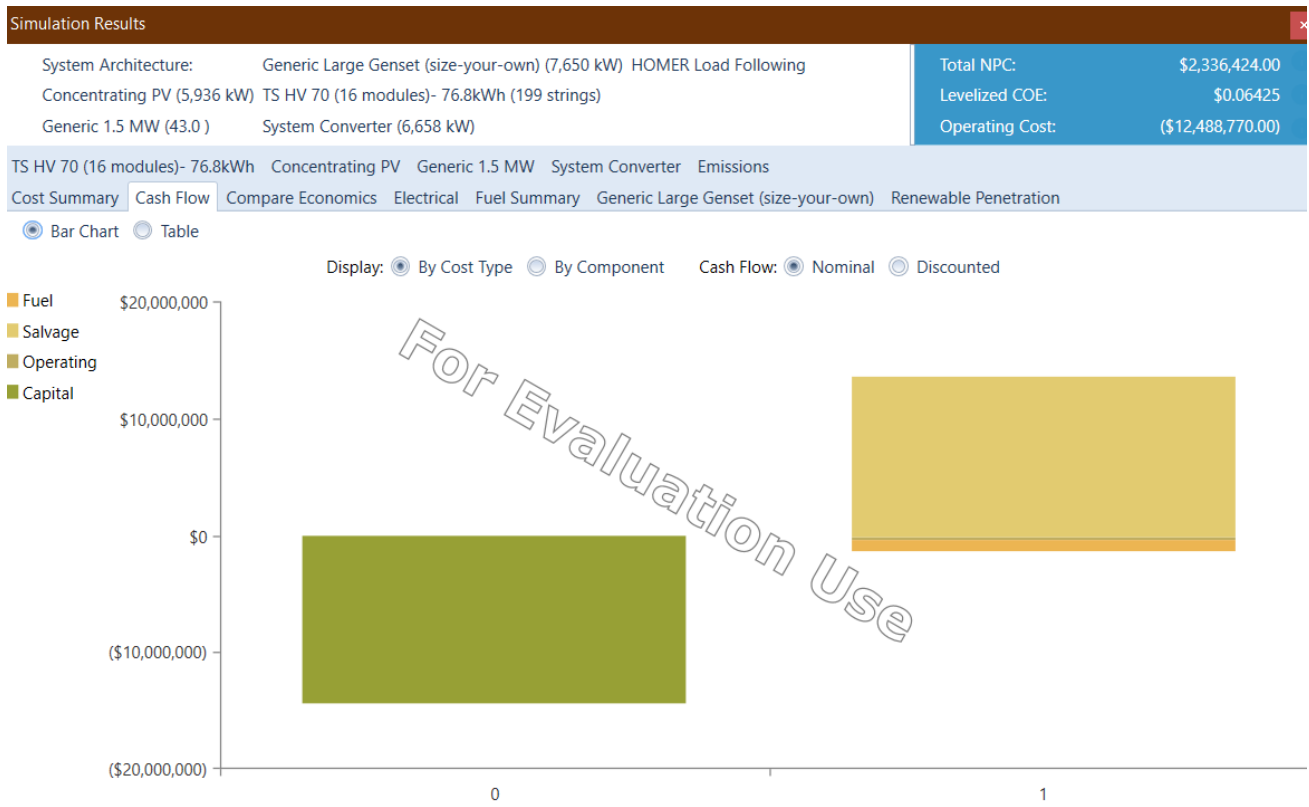 Simulation Results
×
System Architecture: Generic Large Genset (size-your-own) (7,650 kW) HOMER Load Following
Concentrating PV (5,936 kW) TS HV 70 (16 modules)- 76.8kWh (199 strings)
Generic 1.5 MW (43.0 ) System Converter (6,658 kW)
Total NPC: $2,336,424.00
Levelized COE: $0.06425
Operating Cost: ($12,488,770.00)
TS HV 70 (16 modules)- 76.8kWh Concentrating PV Generic 1.5 MW System Converter Emissions
Cost Summary Cash Flow Compare Economics Electrical Fuel Summary Generic Large Genset (size-your-own) Renewable Penetration
Bar Chart Table
Display: By Cost Type By Component Cash Flow: Nominal Discounted
Fuel
Salvage
Operating
Capital
$20,000,000
$10,000,000
$0
($10,000,000)
($20,000,000)
For Evaluation Use
0 1